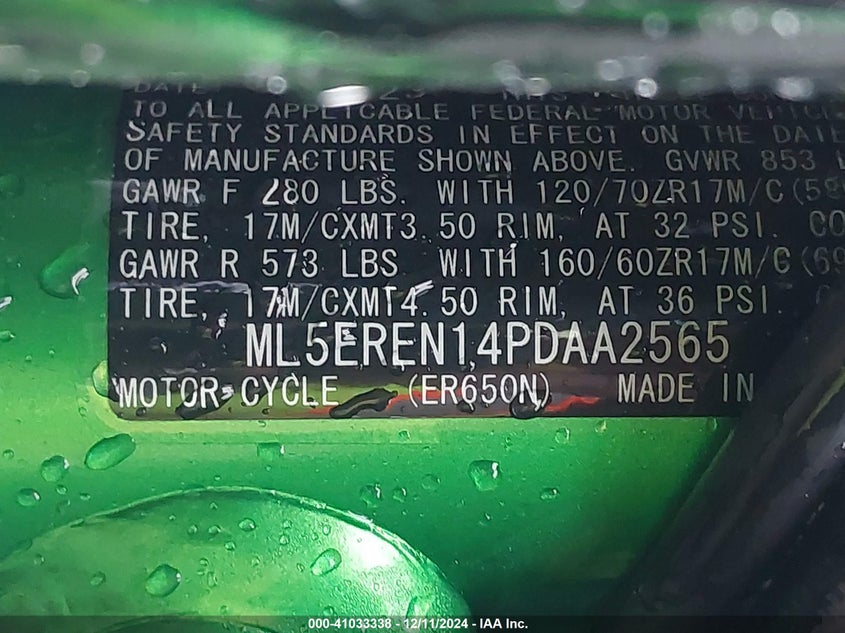 TO ALL APPLICABLE FEDERAL MOTOR VEHICLE
SAFETY STANDARDS IN EFFECT ON THE DATE
OF MANUFACTURE SHOWN ABOVE. GVWR 853
GAWR F 280 LBS. WITH 120/70ZR17M/C(58
TIRE, 17M/CXMT3.50 RIM, AT 32 PSI. CO
GAWR R 573 LBS. WITH 160/60ZR17M/C(69
TIRE, 17M/CXMT4.50 RIM, AT 36 PSI.
ML5EREN14PDAA2565
MOTOR-CYCLE (ER650N) MADE IN
000-41033338 - 12/11/2024 - IAA Inc.